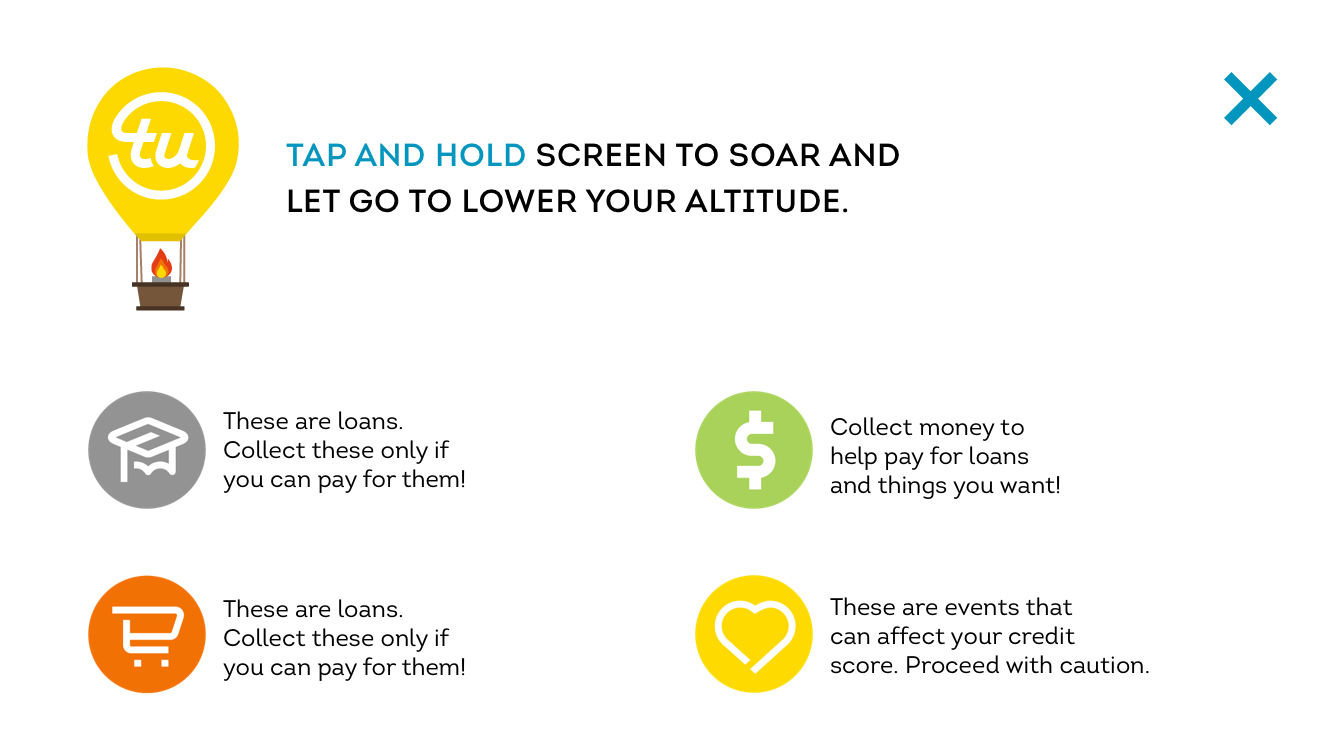 tu
TAP AND HOLD SCREEN TO SOAR AND
LET GO TO LOWER YOUR ALTITUDE.
These are loans.
Collect these only if
you can pay for them!
Collect money to
help pay for loans
and things you want!
These are loans.
Collect these only if
you can pay for them!
These are events that
can affect your credit
score. Proceed with caution.